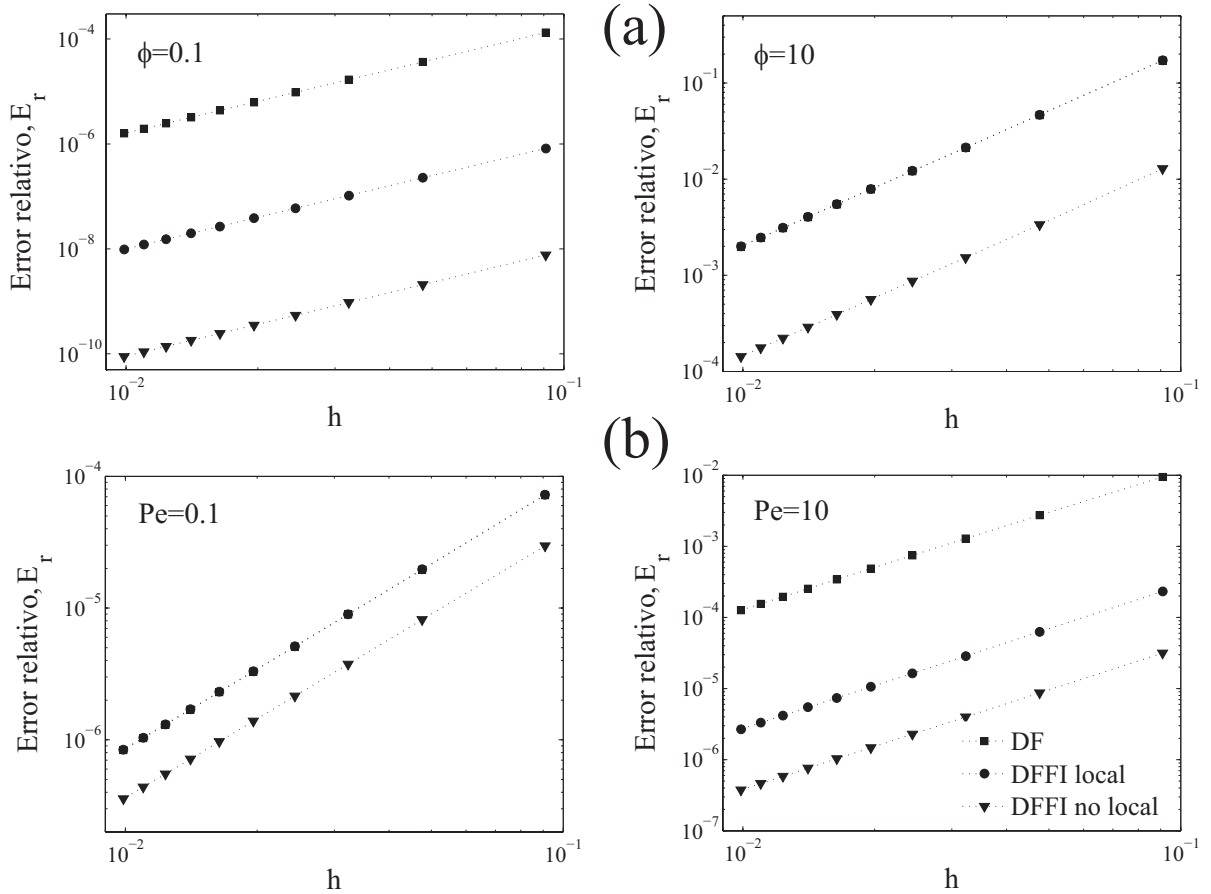 (a)
ϕ=0.1
Error relativo, E_r
10^-4
10^-6
10^-8
10^-10
10^-2
10^-1
h
ϕ=10
Error relativo, E_r
10^-1
10^-2
10^-3
10^-4
10^-2
10^-1
h
(b)
Pe=0.1
Error relativo, E_r
10^-4
10^-5
10^-6
10^-2
10^-1
h
Pe=10
Error relativo, E_r
10^-2
10^-3
10^-4
10^-5
10^-6
10^-7
10^-2
10^-1
h
DF
DFFI local
DFFI no local